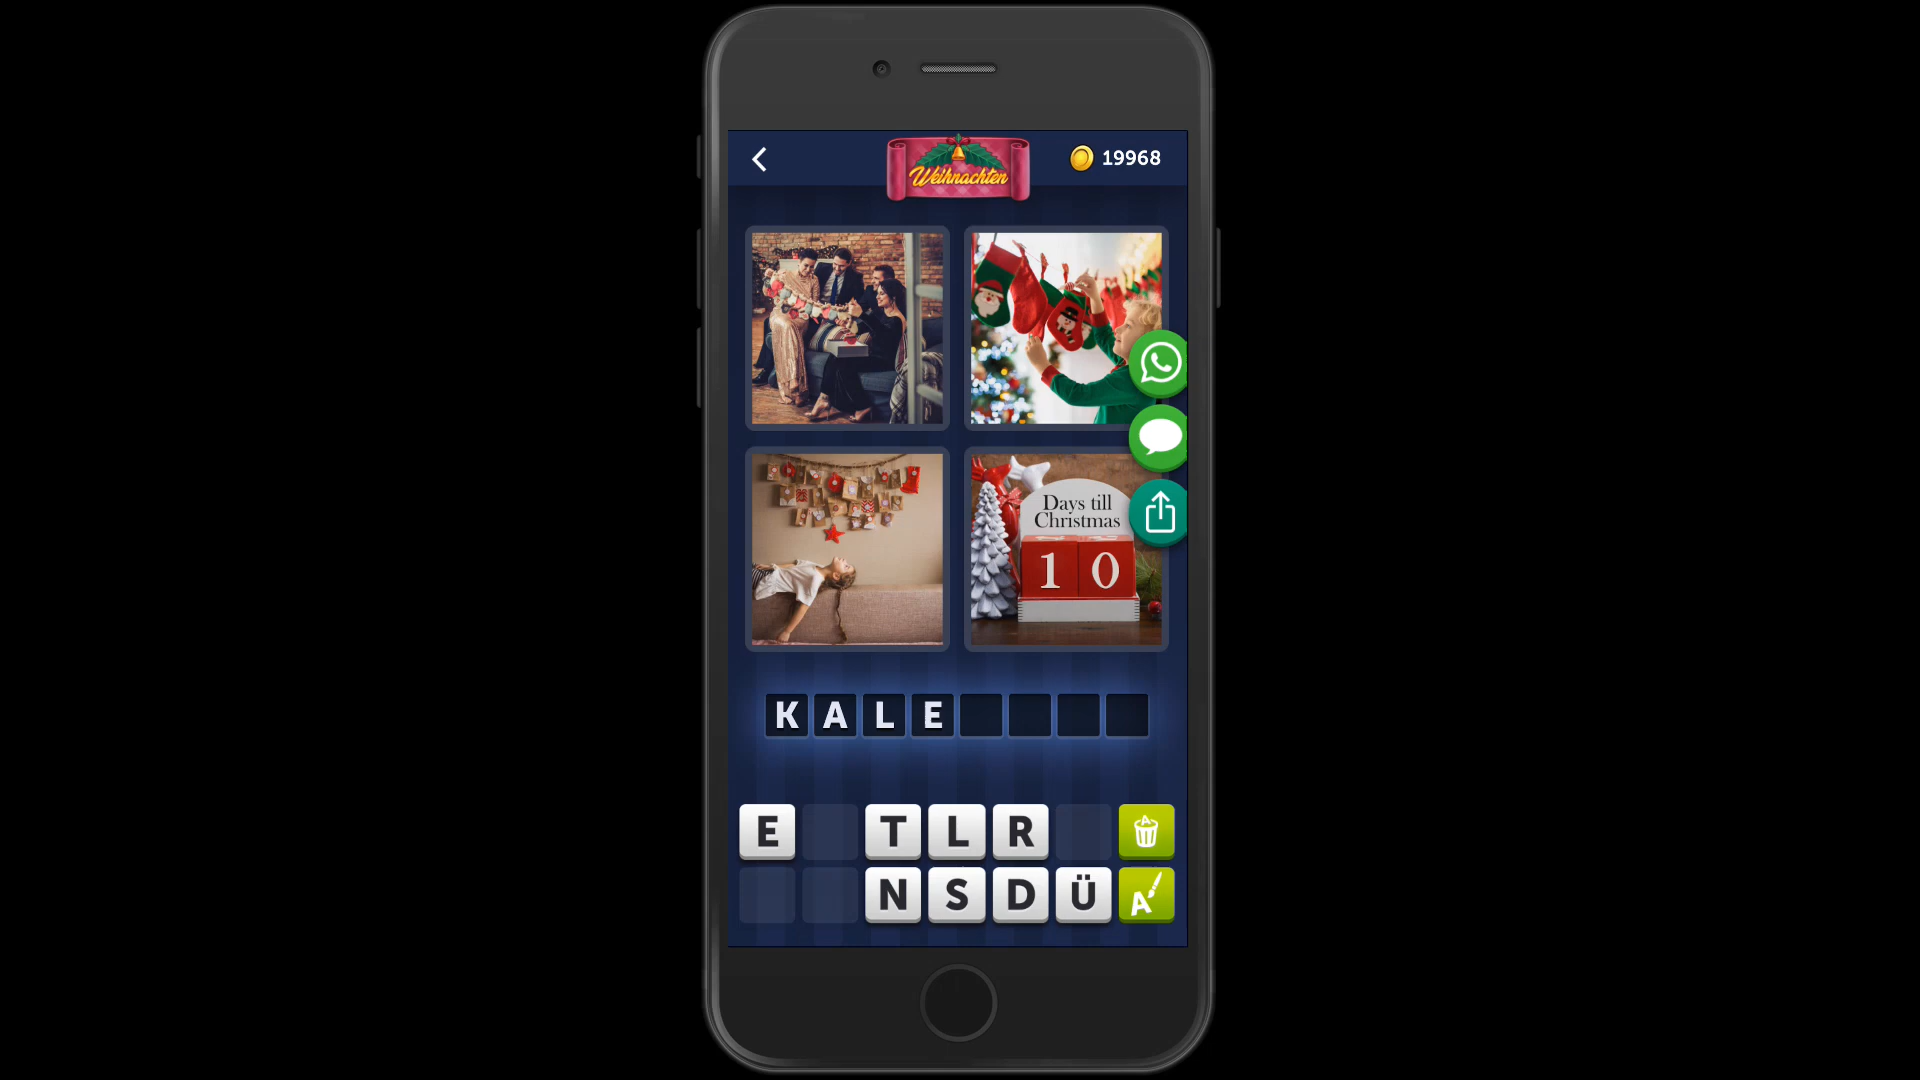 Weihnachten
19968
Days till
Christmas
1 0
K A L E
E T L R
A
N S D Ü
A